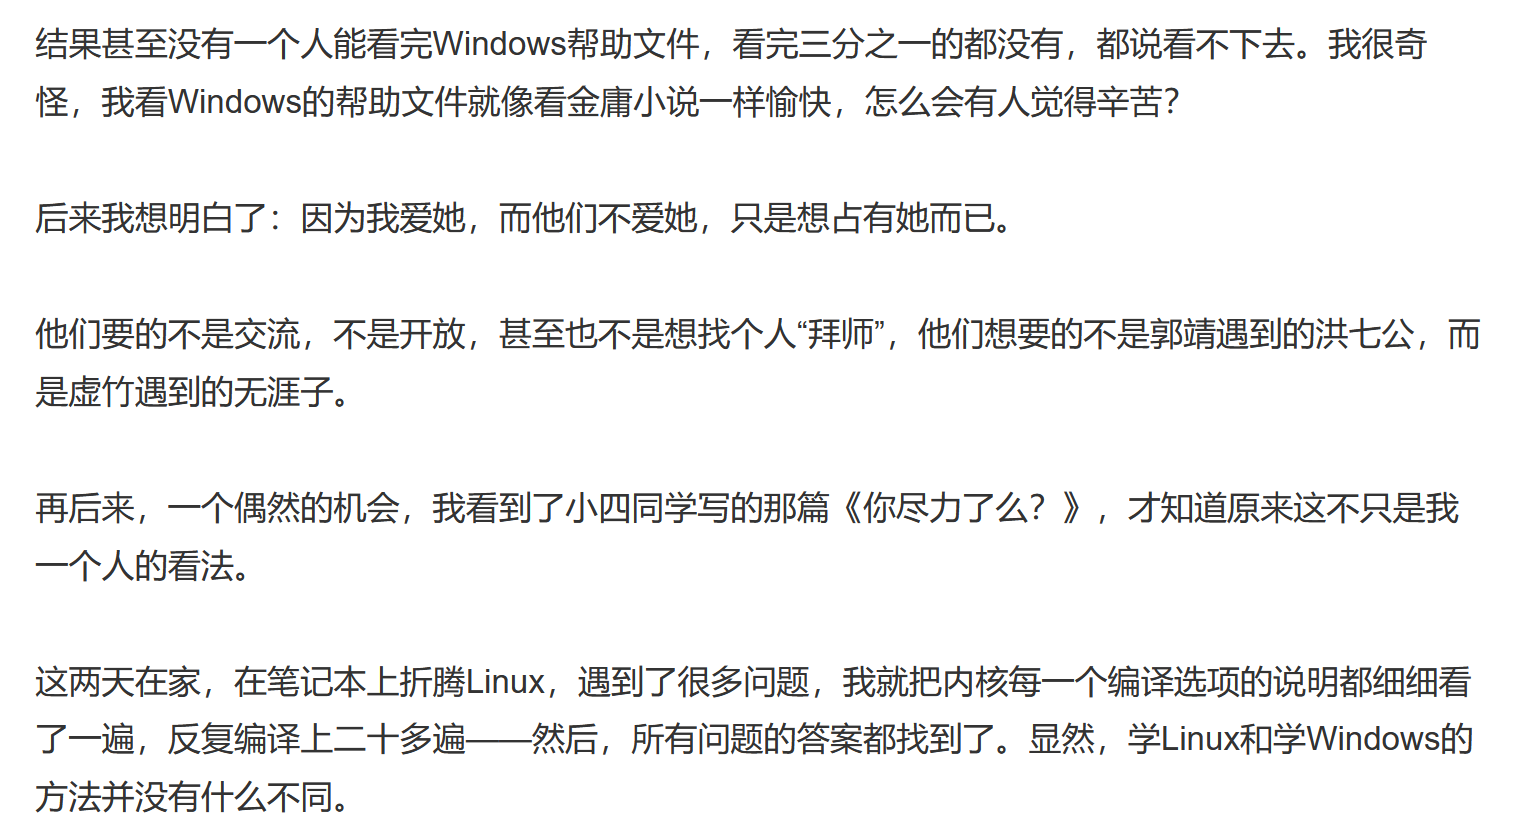 结果甚至没有一个人能看完Windows帮助文件，看完三分之一的都没有，都说看不下去。我很奇
怪，我看Windows的帮助文件就像看金庸小说一样愉快，怎么会有人觉得辛苦？
后来我想明白了：因为我爱她，而他们不爱她，只是想占有她而已。
他们要的不是交流，不是开放，甚至也不是想找个人“拜师”，他们想要的不是郭靖遇到的洪七公，而
是虚竹遇到的无涯子。
再后来，一个偶然的机会，我看到了小四同学写的那篇《你尽力了么？》，才知道原来这不只是我
一个人的看法。
这两天在家，在笔记本上折腾Linux，遇到了很多问题，我就把内核每一个编译选项的说明都细细看
了一遍，反复编译上二十多遍——然后，所有问题的答案都找到了。显然，学Linux和学Windows的
方法并没有什么不同。